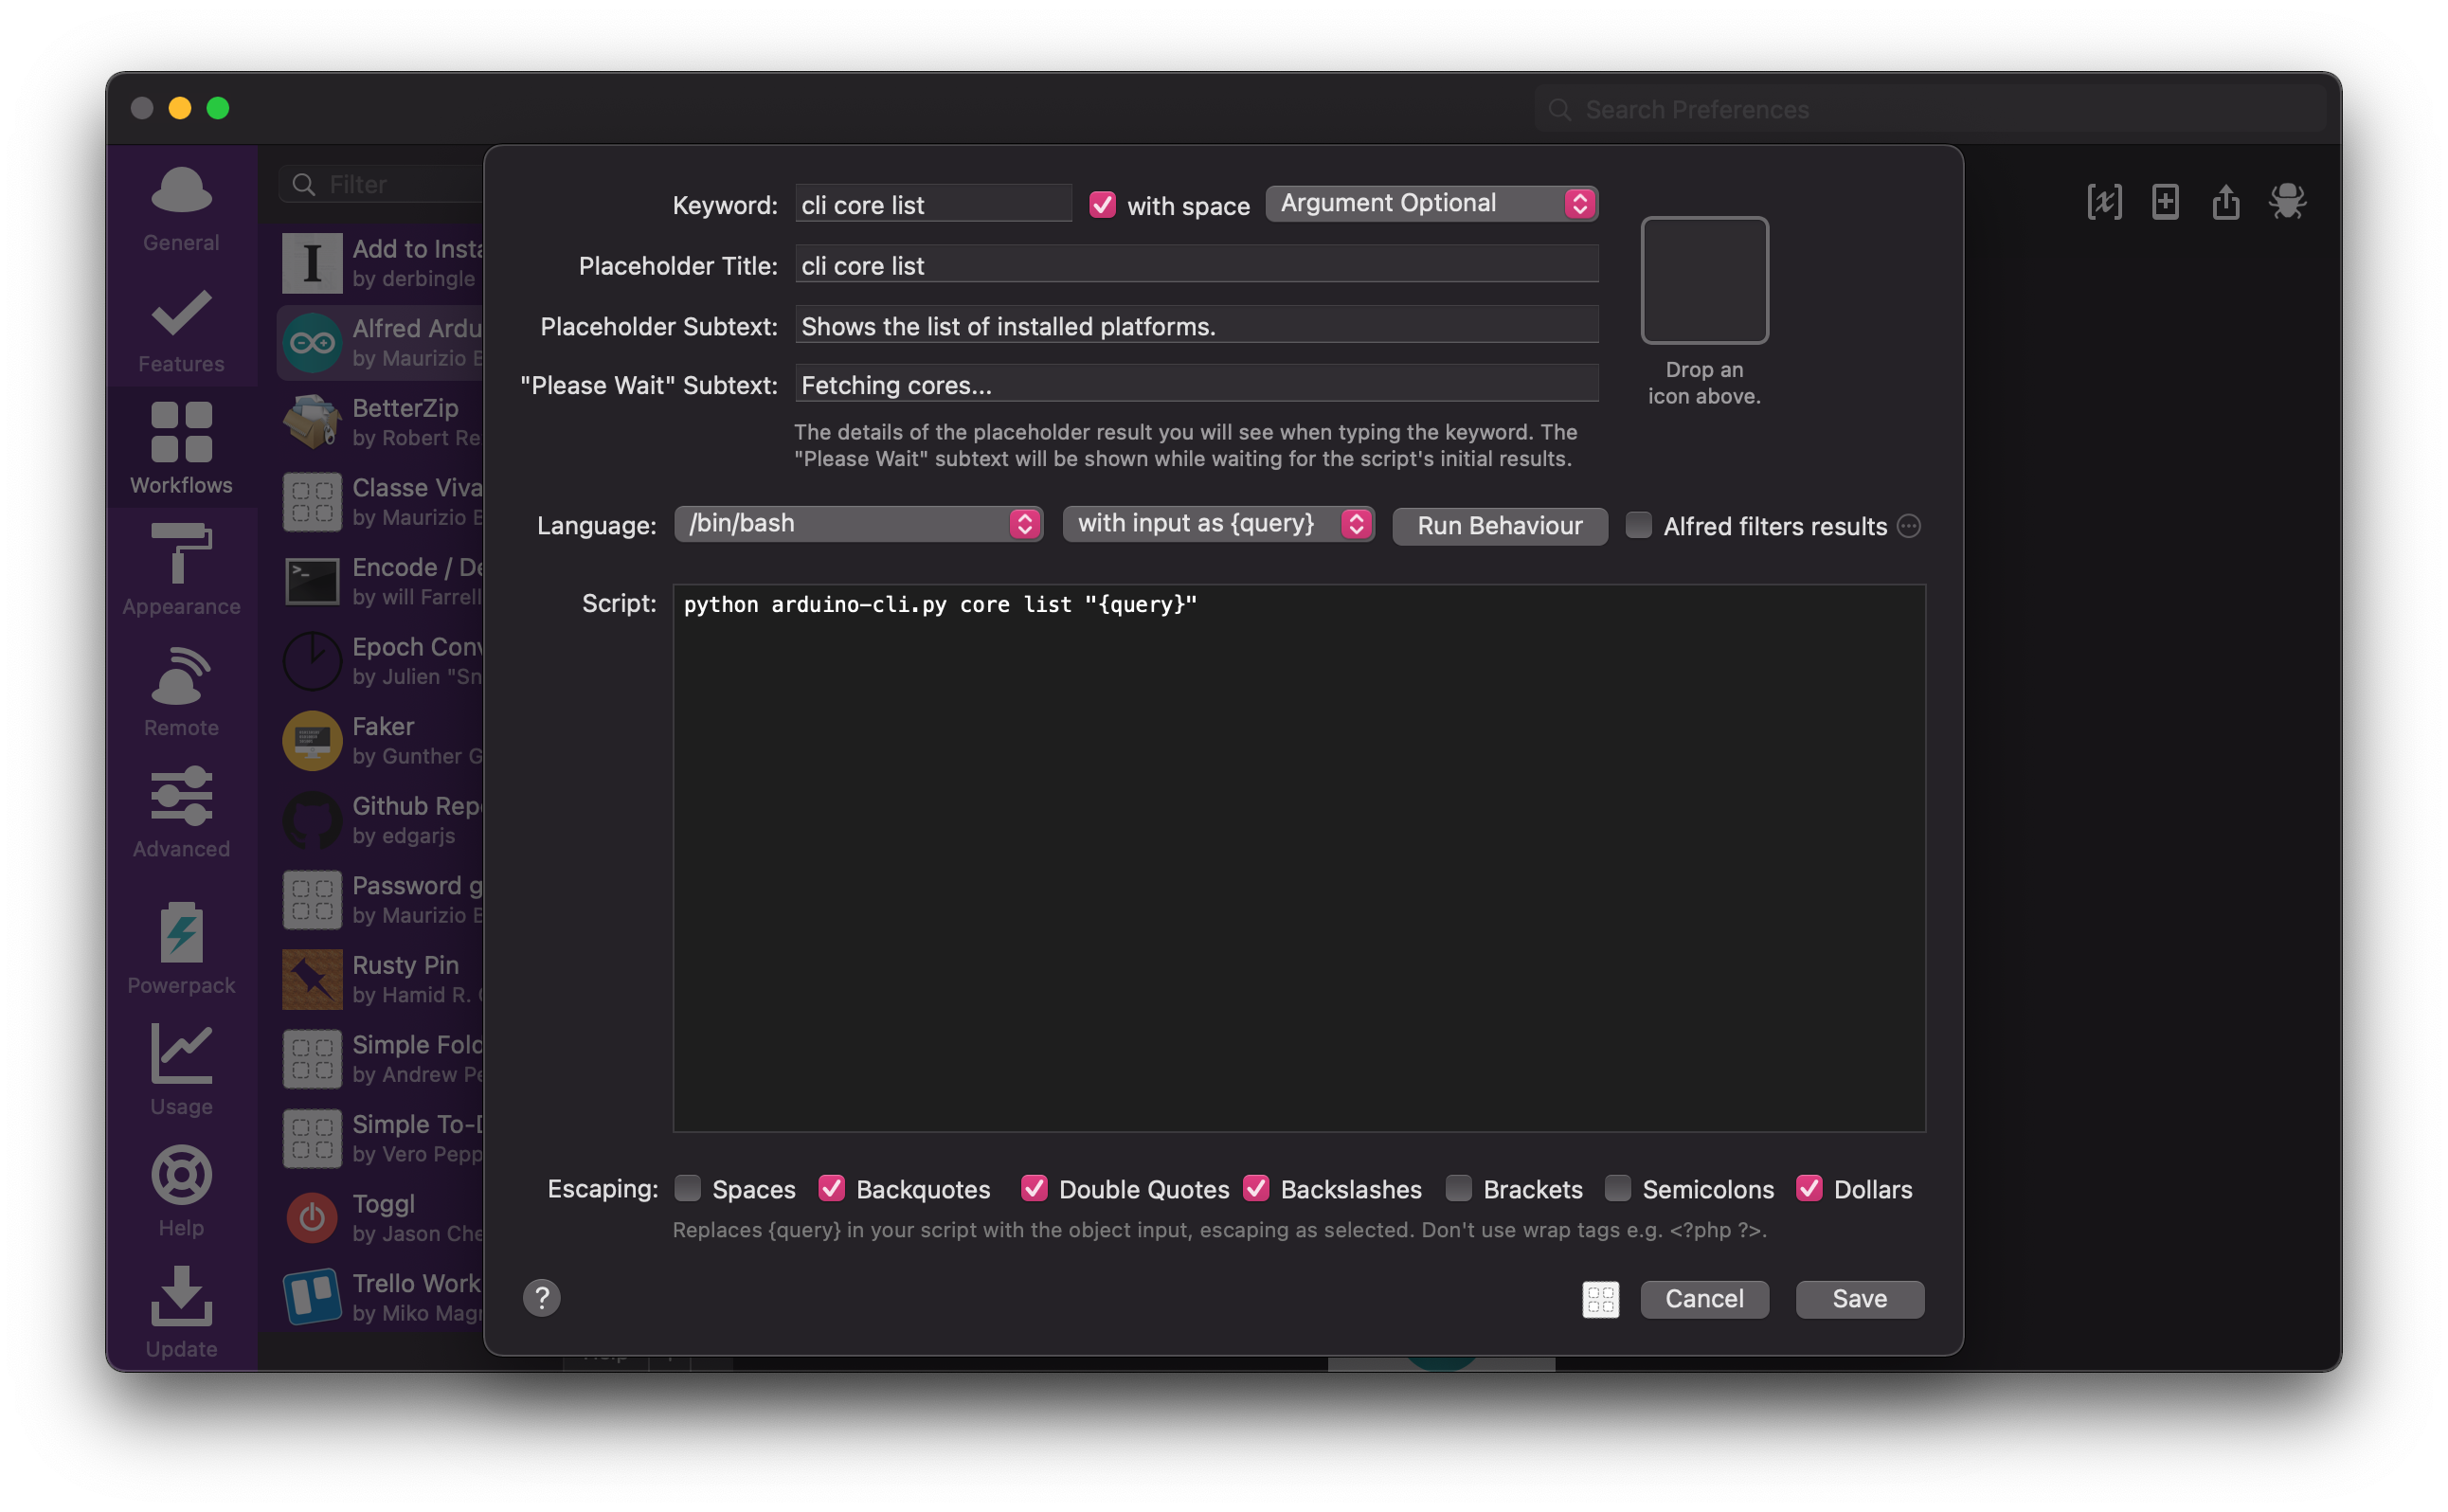 Search Preferences
General
Features
Workflows
Appearance
Remote
Advanced
Powerpack
Usage
Help
Update
Filter
Add to Insta
by derbingle
Alfred Ardu
by Maurizio B
BetterZip
by Robert Re
Classe Viva
by Maurizio B
Encode / De
by will Farrell
Epoch Conv
by Julien "Sn
Faker
by Gunther G
Github Repo
by edgarjs
Password g
by Maurizio B
Rusty Pin
by Hamid R.
Simple Fold
by Andrew Pe
Simple To-D
by Vero Pepp
Toggl
by Jason Che
Trello Work
by Miko Magn
Keyword: cli core list with space Argument Optional
Placeholder Title: cli core list
Placeholder Subtext: Shows the list of installed platforms.
"Please Wait" Subtext: Fetching cores...
Drop an
icon above.
The details of the placeholder result you will see when typing the keyword. The
"Please Wait" subtext will be shown while waiting for the script's initial results.
Language: /bin/bash with input as {query} Run Behaviour Alfred filters results
Script: python arduino-cli.py core list "{query}"
Escaping: Spaces Backquotes Double Quotes Backslashes Brackets Semicolons Dollars
Replaces {query} in your script with the object input, escaping as selected. Don't use wrap tags e.g. <?php ?>.
? Cancel Save